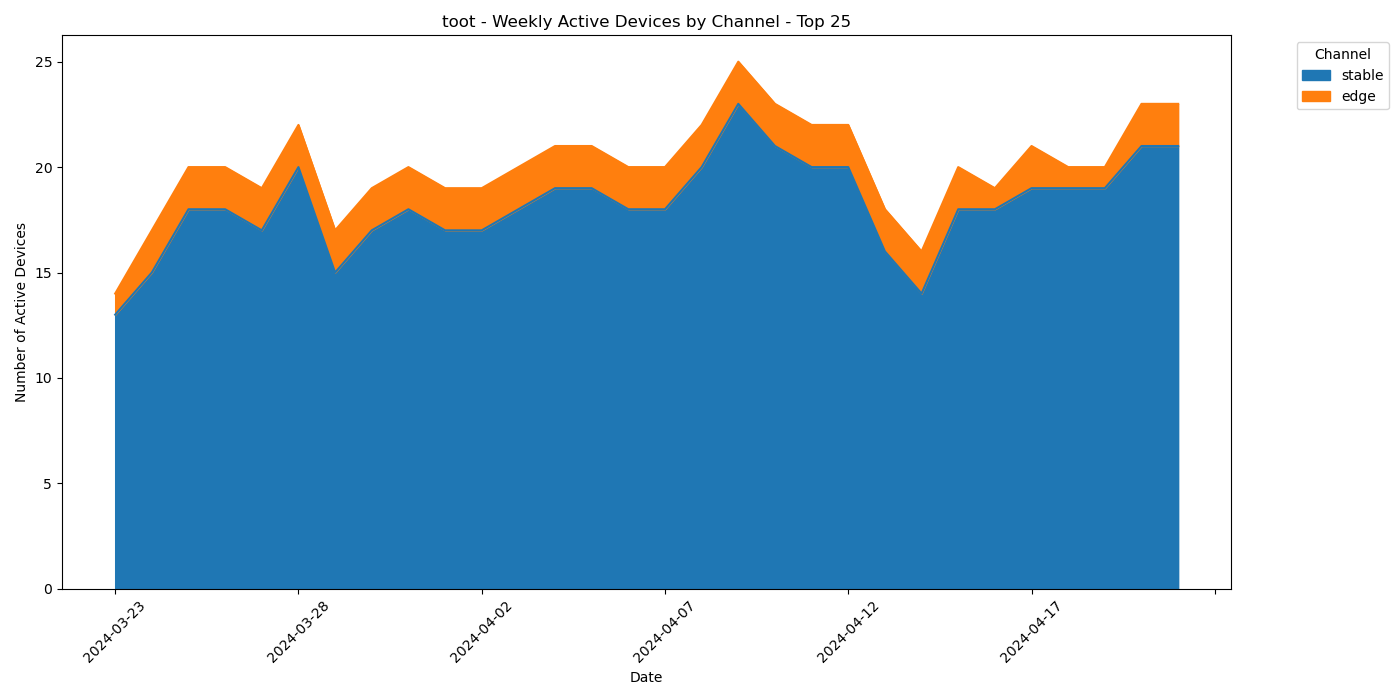 toot - Weekly Active Devices by Channel - Top 25
Channel
stable
edge
Number of Active Devices
25
20
15
10
5
0
2024-03-23
2024-03-28
2024-04-02
2024-04-07
2024-04-12
2024-04-17
Date